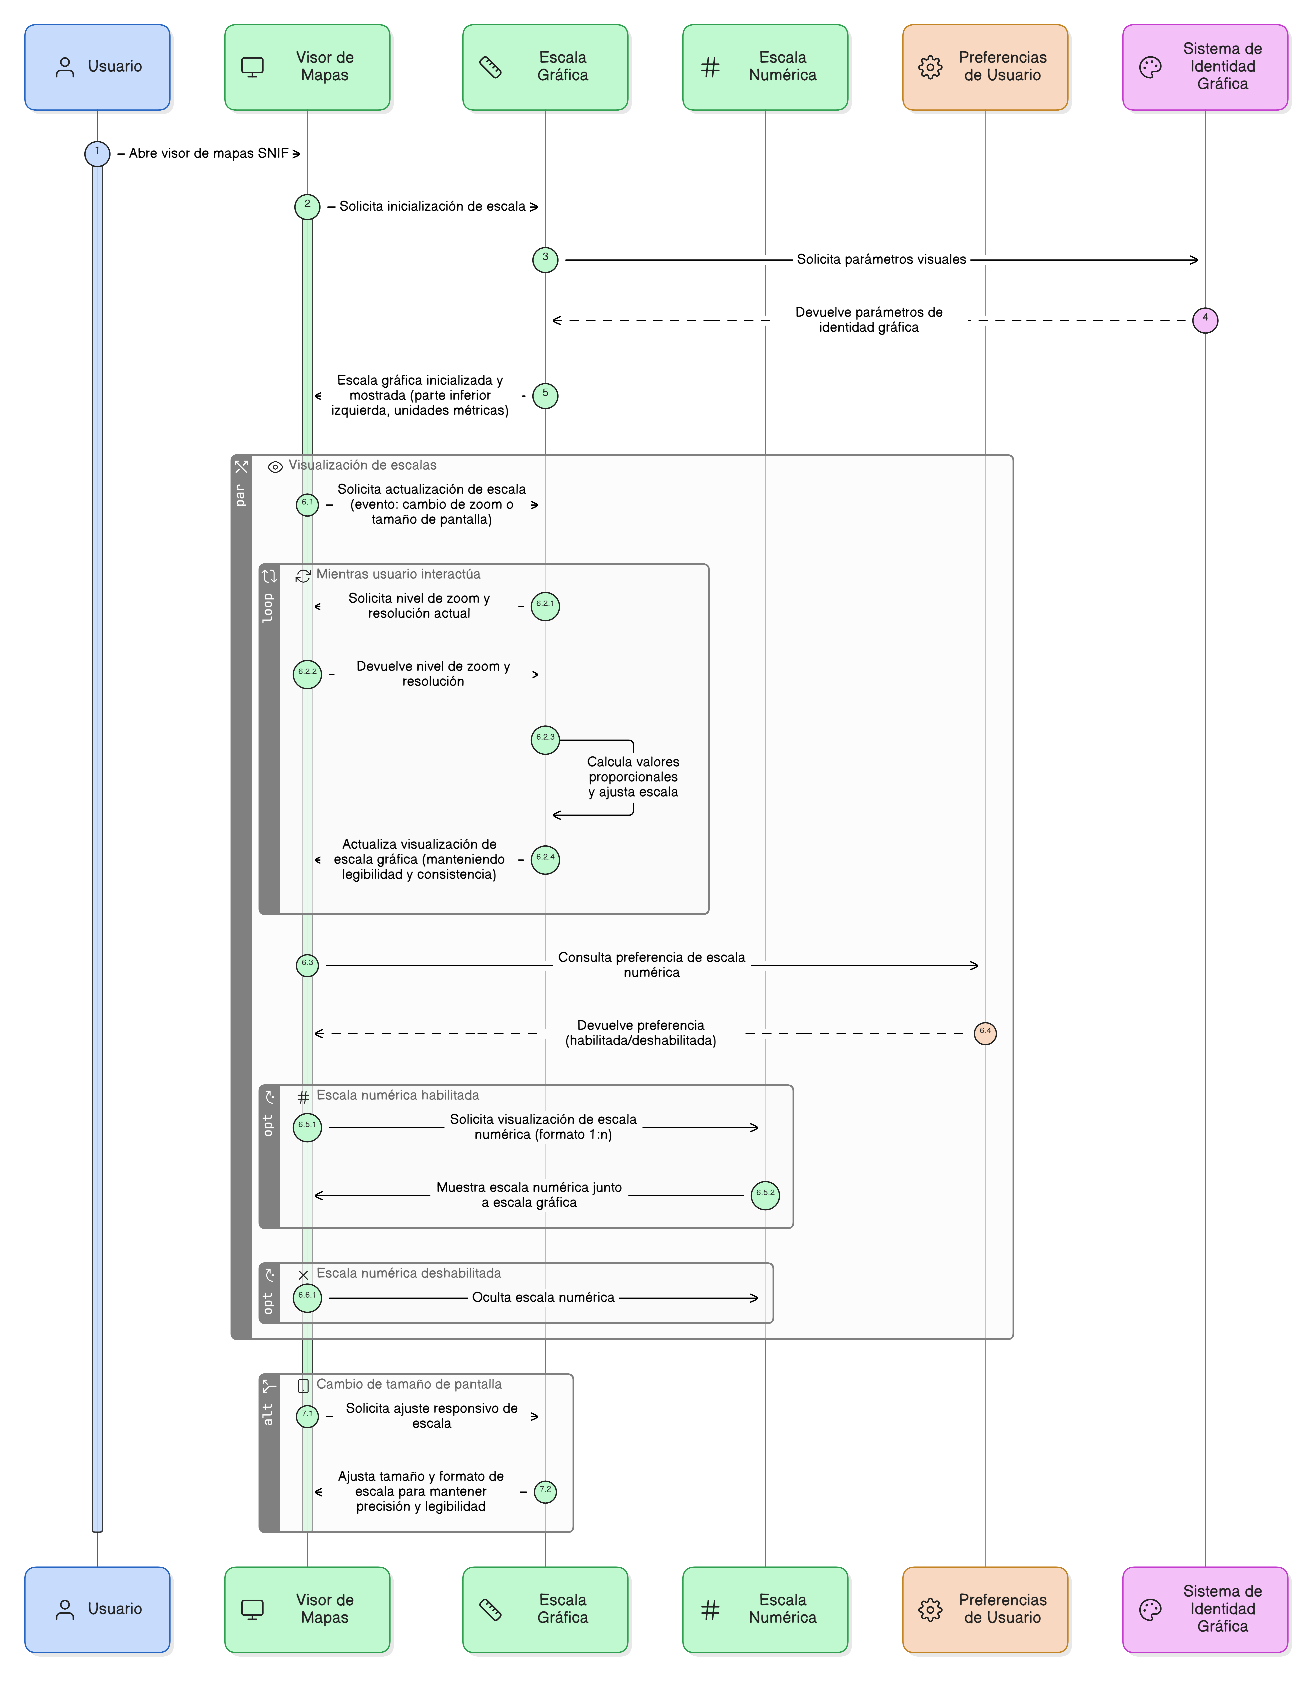 Usuario
Visor de
Mapas
Escala
Gráfica
Escala
Numérica
Preferencias
de Usuario
Sistema de
Identidad
Gráfica
1
Abre visor de mapas SNIF
2
Solicita inicialización de escala
3
Solicita parámetros visuales
Devuelve parámetros de
identidad gráfica
4
Escala gráfica inicializada y
mostrada (parte inferior
izquierda, unidades métricas)
5
par
Visualización de escalas
6.1
Solicita actualización de escala
(evento: cambio de zoom o
tamaño de pantalla)
loop
Mientras usuario interactúa
Solicita nivel de zoom y
resolución actual
6.2.1
6.2.2
Devuelve nivel de zoom y
resolución
6.2.3
Calcula valores
proporcionales
y ajusta escala
Actualiza visualización de
escala gráfica (manteniendo
legibilidad y consistencia)
6.2.4
6.3
Consulta preferencia de escala
numérica
Devuelve preferencia
(habilitada/deshabilitada)
6.4
opt
Escala numérica habilitada
6.5.1
Solicita visualización de escala
numérica (formato 1:n)
Muestra escala numérica junto
a escala gráfica
6.5.2
opt
Escala numérica deshabilitada
6.6.1
Oculta escala numérica
alt
Cambio de tamaño de pantalla
7.1
Solicita ajuste responsivo de
escala
Ajusta tamaño y formato de
escala para mantener
precisión y legibilidad
7.2
Usuario
Visor de
Mapas
Escala
Gráfica
Escala
Numérica
Preferencias
de Usuario
Sistema de
Identidad
Gráfica